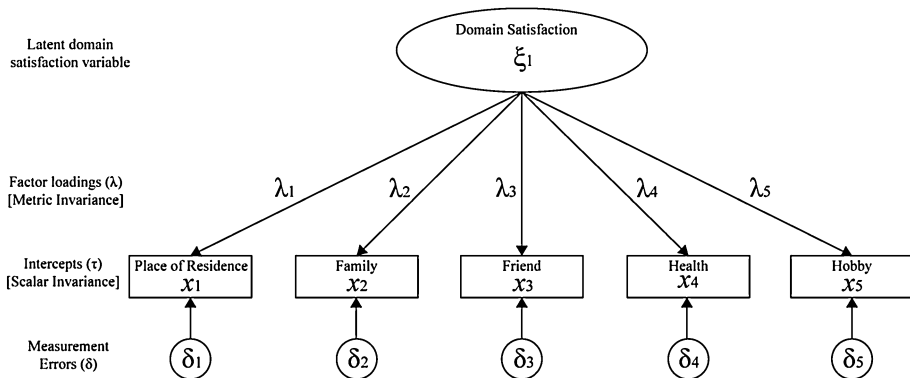 Latent domain
satisfaction variable
Domain Satisfaction
ξ1
Factor loadings (λ)
[Metric Invariance]
λ1 λ2 λ3 λ4 λ5
Intercepts (τ)
[Scalar Invariance]
Place of Residence
x1
Family
x2
Friend
x3
Health
x4
Hobby
x5
Measurement
Errors (δ)
δ1 δ2 δ3 δ4 δ5